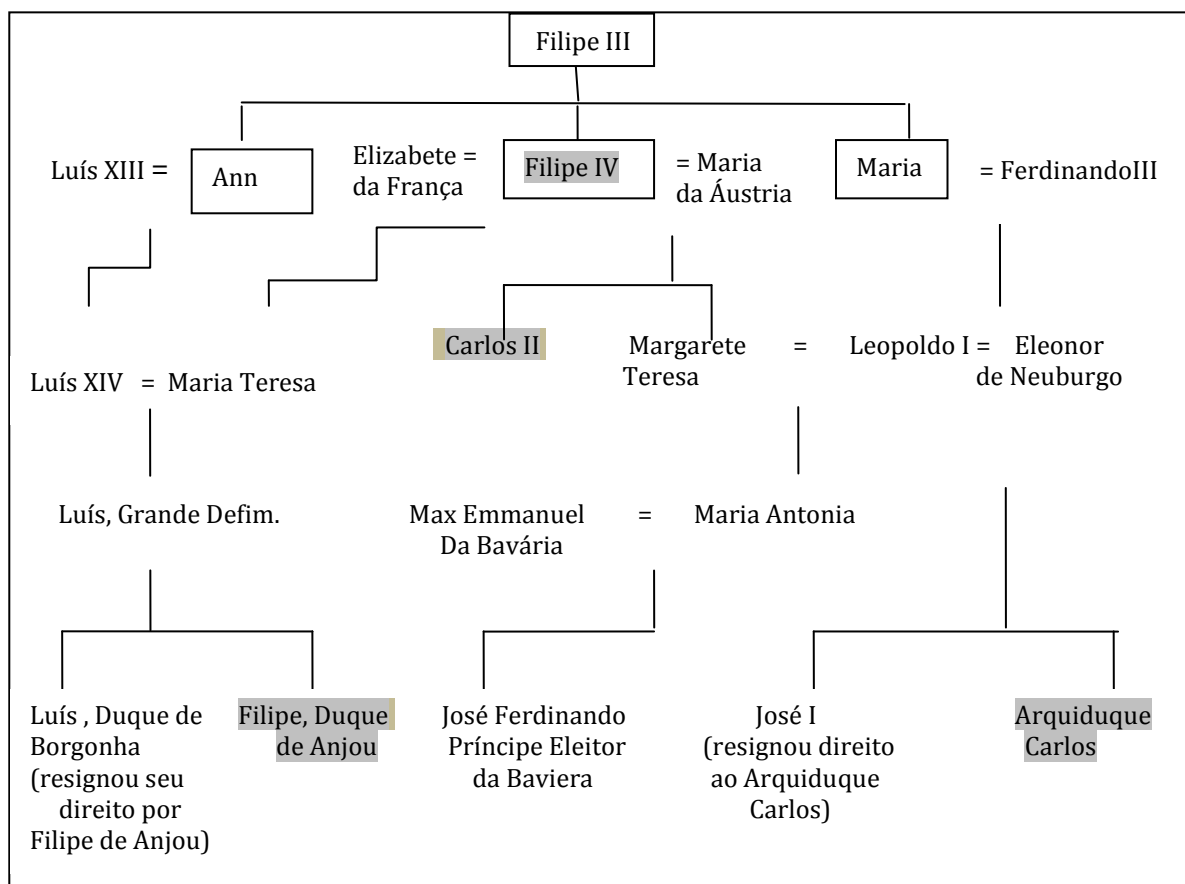 Filipe III
Luís XIII =
Ann
Elizabete =
da França
Filipe IV
= Maria
da Áustria
Maria
= FerdinandoIII
Carlos II
Margarete
Teresa
=
Leopoldo I =
Eleonor
de Neuburgo
Luís XIV = Maria Teresa
Luís, Grande Defim.
Max Emmanuel
Da Bavária
=
Maria Antonia
Luís , Duque de
Borgonha
(resignou seu
direito por
Filipe de Anjou)
Filipe, Duque
de Anjou
José Ferdinando
Príncipe Eleitor
da Baviera
José I
(resignou direito
ao Arquiduque
Carlos)
Arquiduque
Carlos